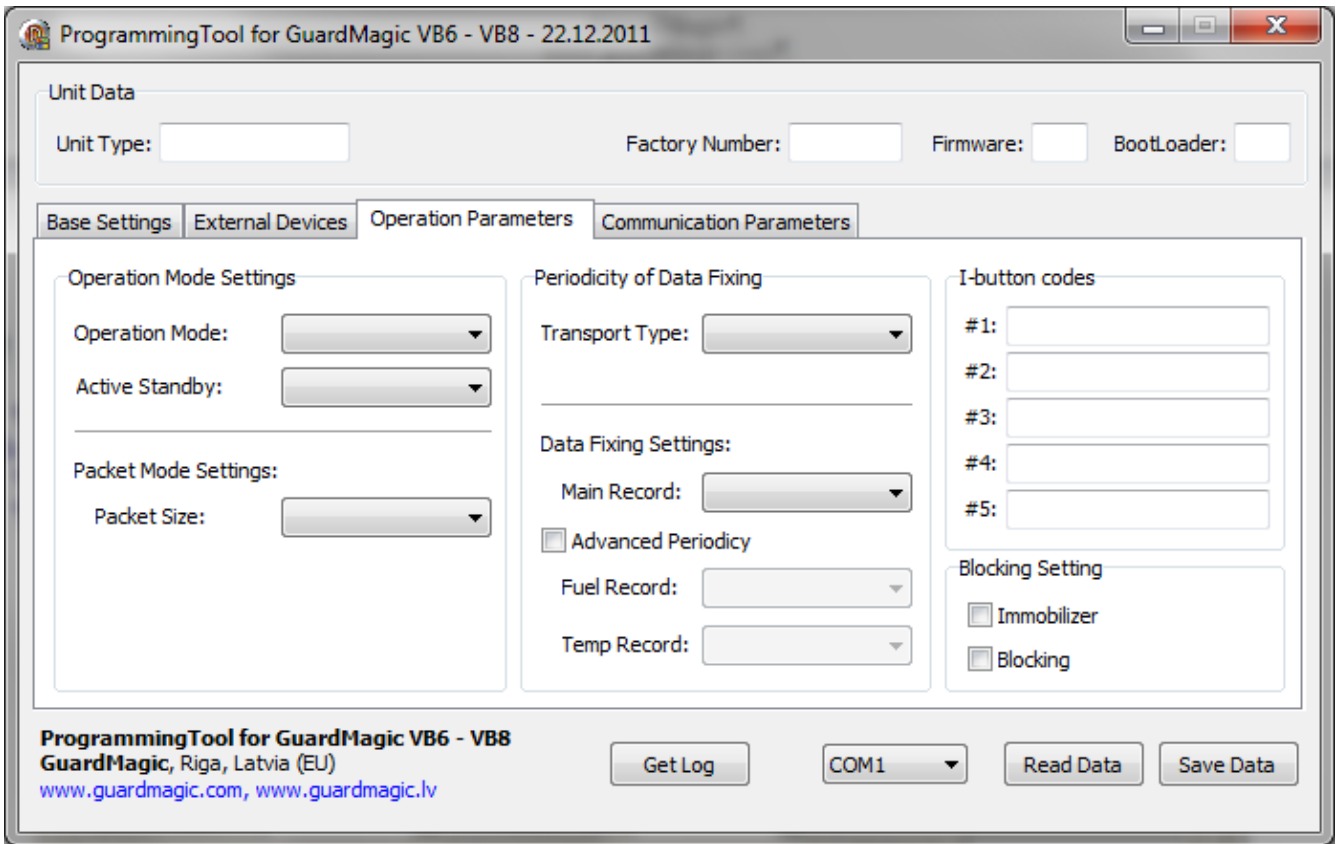 ProgrammingTool for GuardMagic VB6 - VB8 - 22.12.2011
Unit Data
Unit Type:
Factory Number:
Firmware:
BootLoader:
Base Settings
External Devices
Operation Parameters
Communication Parameters
Operation Mode Settings
Operation Mode:
Active Standby:
Packet Mode Settings:
Packet Size:
Periodicity of Data Fixing
Transport Type:
Data Fixing Settings:
Main Record:
Advanced Periodicy
Fuel Record:
Temp Record:
I-button codes
#1:
#2:
#3:
#4:
#5:
Blocking Setting
Immobilizer
Blocking
ProgrammingTool for GuardMagic VB6 - VB8
GuardMagic, Riga, Latvia (EU)
www.guardmagic.com, www.guardmagic.lv
Get Log
COM1
Read Data
Save Data